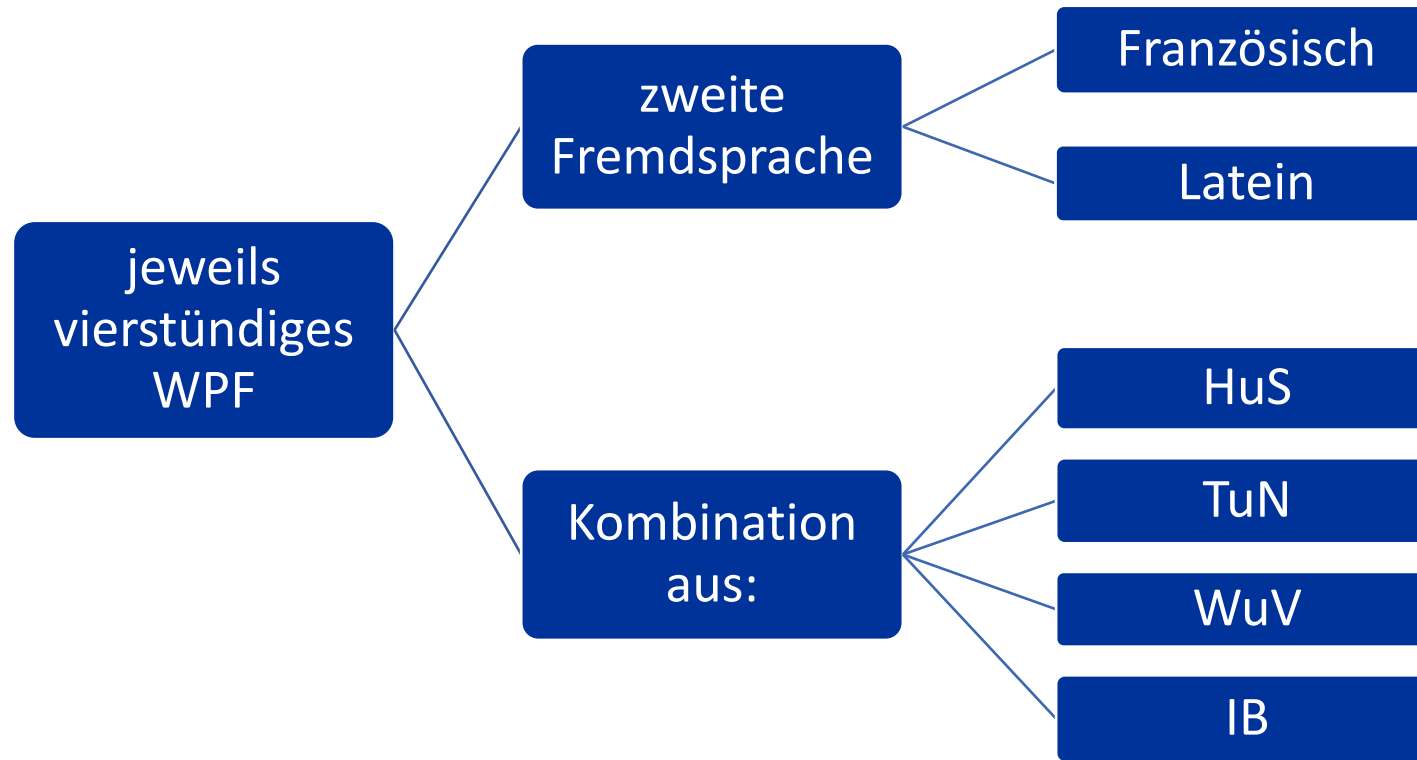 jeweils
vierstündiges
WPF
zweite
Fremdsprache
Französisch
Latein
Kombination
aus:
HuS
TuN
WuV
IB